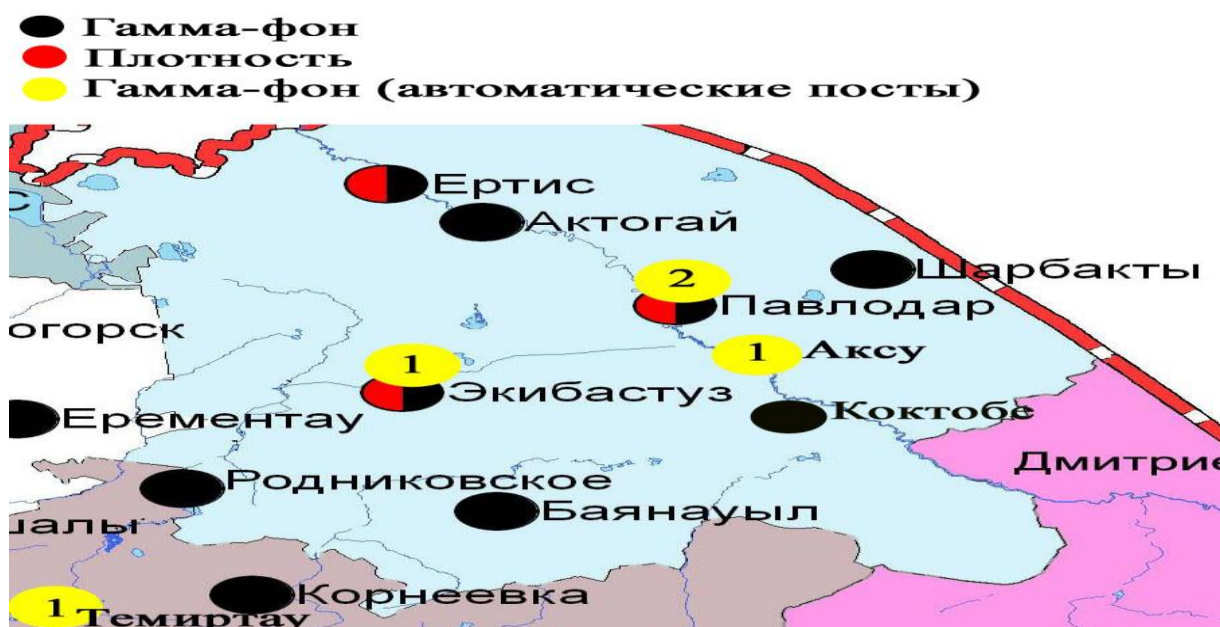 Гамма-фон
Плотность
Гамма-фон (автоматические посты)
Ертис
С
Актогай
Шарбакты
2
Павлодар
огорск
1
Аксу
1
Экибастуз
Коктобе
Ерементау
Дмитрие
Родниковское
Баянауыл
шалы
Корнеевка
1
Темиртау